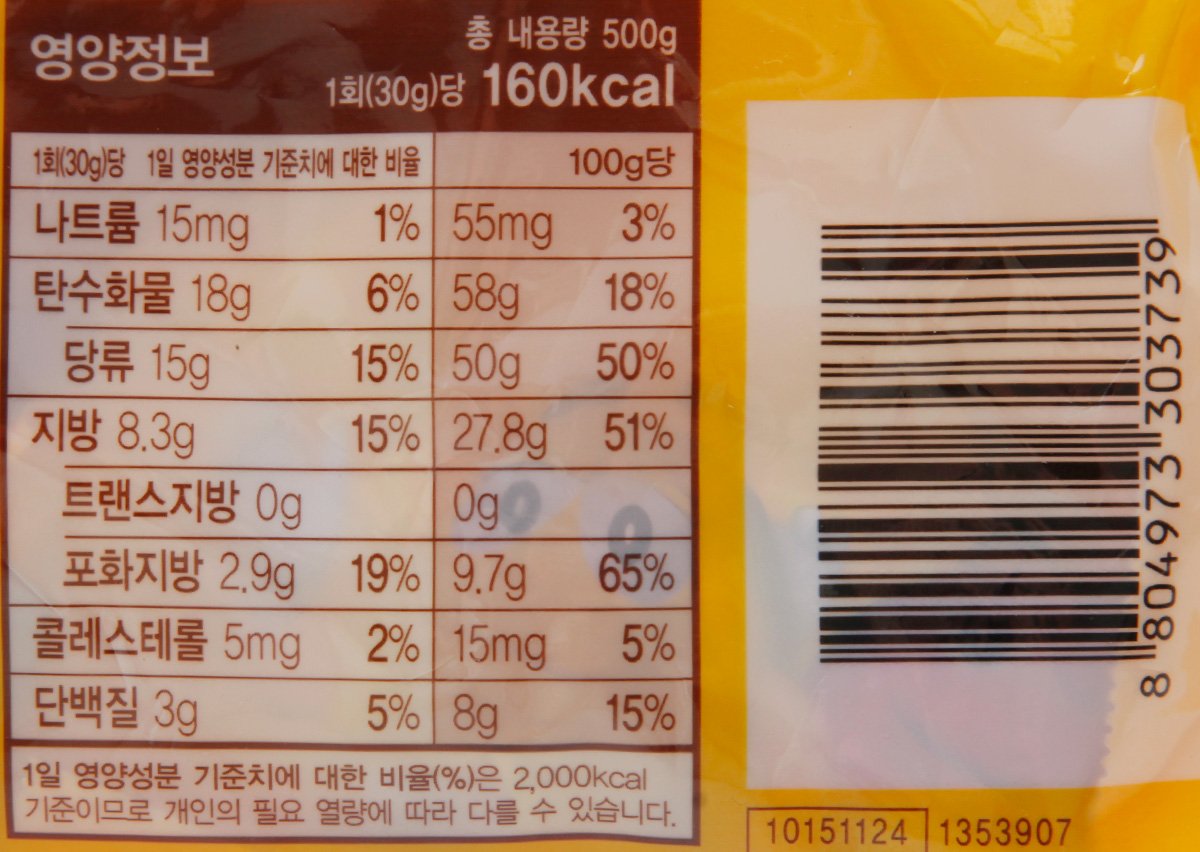 영양정보
총 내용량 500g
1회(30g)당 160kcal
1회(30g)당 1일 영양성분 기준치에 대한 비율 100g당
나트륨 15mg 1% 55mg 3%
탄수화물 18g 6% 58g 18%
당류 15g 15% 50g 50%
지방 8.3g 15% 27.8g 51%
트랜스지방 0g 0g
포화지방 2.9g 19% 9.7g 65%
콜레스테롤 5mg 2% 15mg 5%
단백질 3g 5% 8g 15%
1일 영양성분 기준치에 대한 비율(%)은 2,000kcal
기준이므로 개인의 필요 열량에 따라 다를 수 있습니다.
8 804973 303739
10151124 1353907